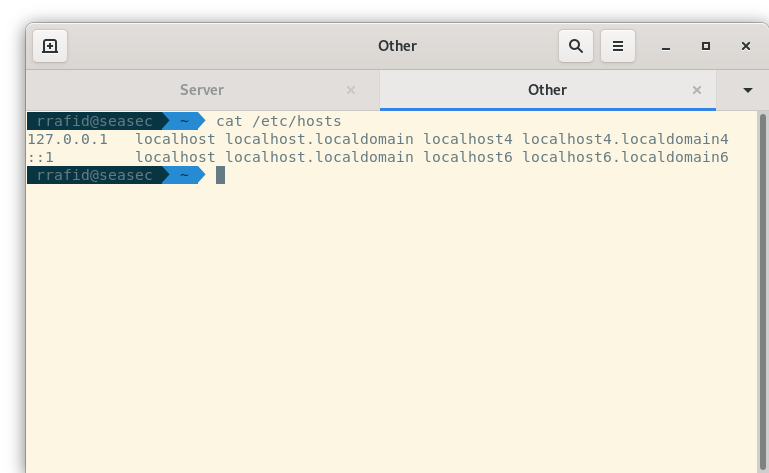 Other
Server Other
rrafid@seasec ~ cat /etc/hosts
127.0.0.1   localhost localhost.localdomain localhost4 localhost4.localdomain4
::1         localhost localhost.localdomain localhost6 localhost6.localdomain6
rrafid@seasec ~